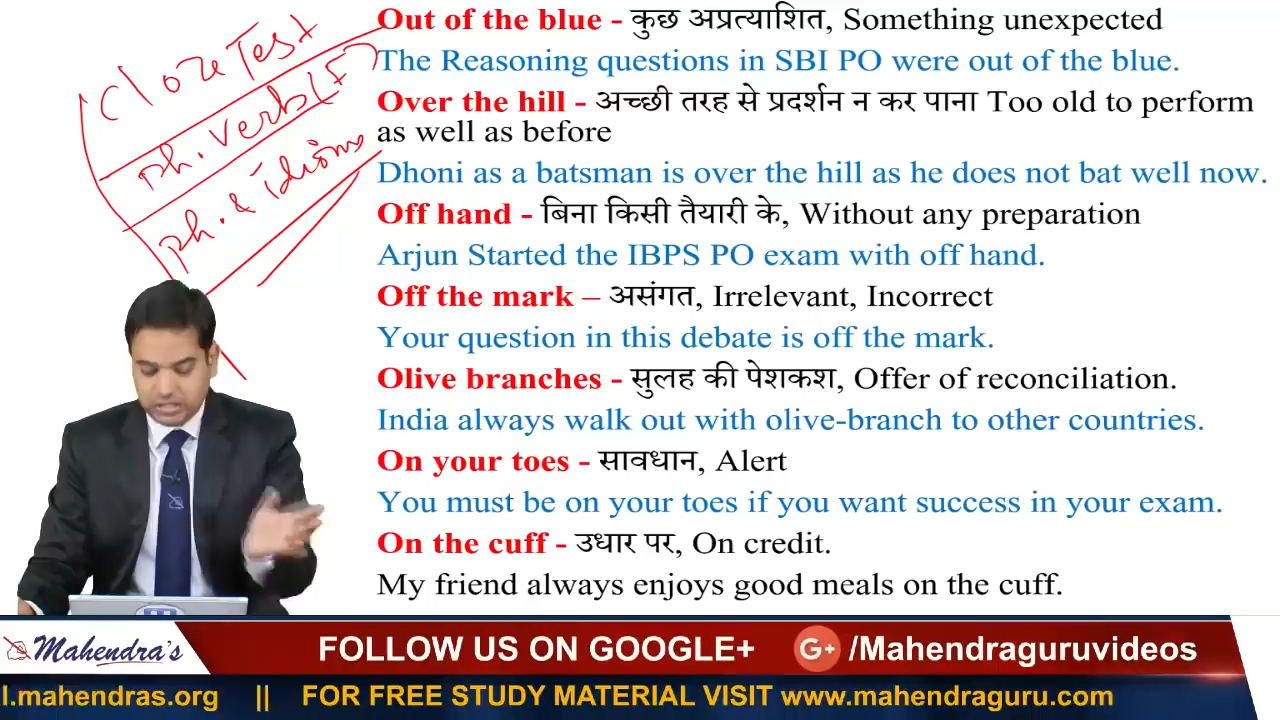 Out of the blue - कुछ अप्रत्याशित, Something unexpected
The Reasoning questions in SBI PO were out of the blue.
Over the hill - अच्छी तरह से प्रदर्शन न कर पाना Too old to perform
as well as before
Dhoni as a batsman is over the hill as he does not bat well now.
Off hand - बिना किसी तैयारी के, Without any preparation
Arjun Started the IBPS PO exam with off hand.
Off the mark – असंगत, Irrelevant, Incorrect
Your question in this debate is off the mark.
Olive branches - सुलह की पेशकश, Offer of reconciliation.
India always walk out with olive-branch to other countries.
On your toes - सावधान, Alert
You must be on your toes if you want success in your exam.
On the cuff - उधार पर, On credit.
My friend always enjoys good meals on the cuff.
Cloze Test
Ph. Verb (F)
Ph. & idioms
Mahendra's
FOLLOW US ON GOOGLE+ G+ /Mahendraguruvideos
l.mahendras.org || FOR FREE STUDY MATERIAL VISIT www.mahendraguru.com